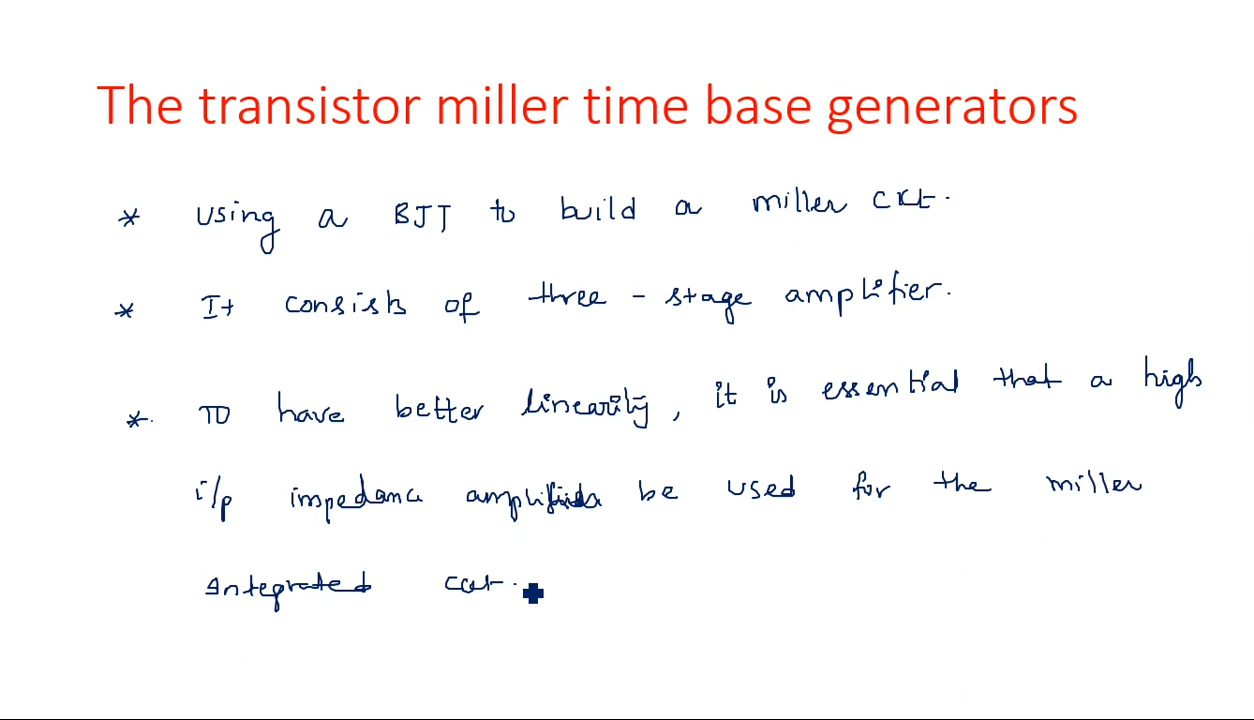 The transistor miller time base generators
* Using a BJT to build a miller ckt.
* It consists of three - stage amplifier.
* To have better linearity, it is essential that a high
i/p impedance amplifier be used for the miller
integrated ckt.